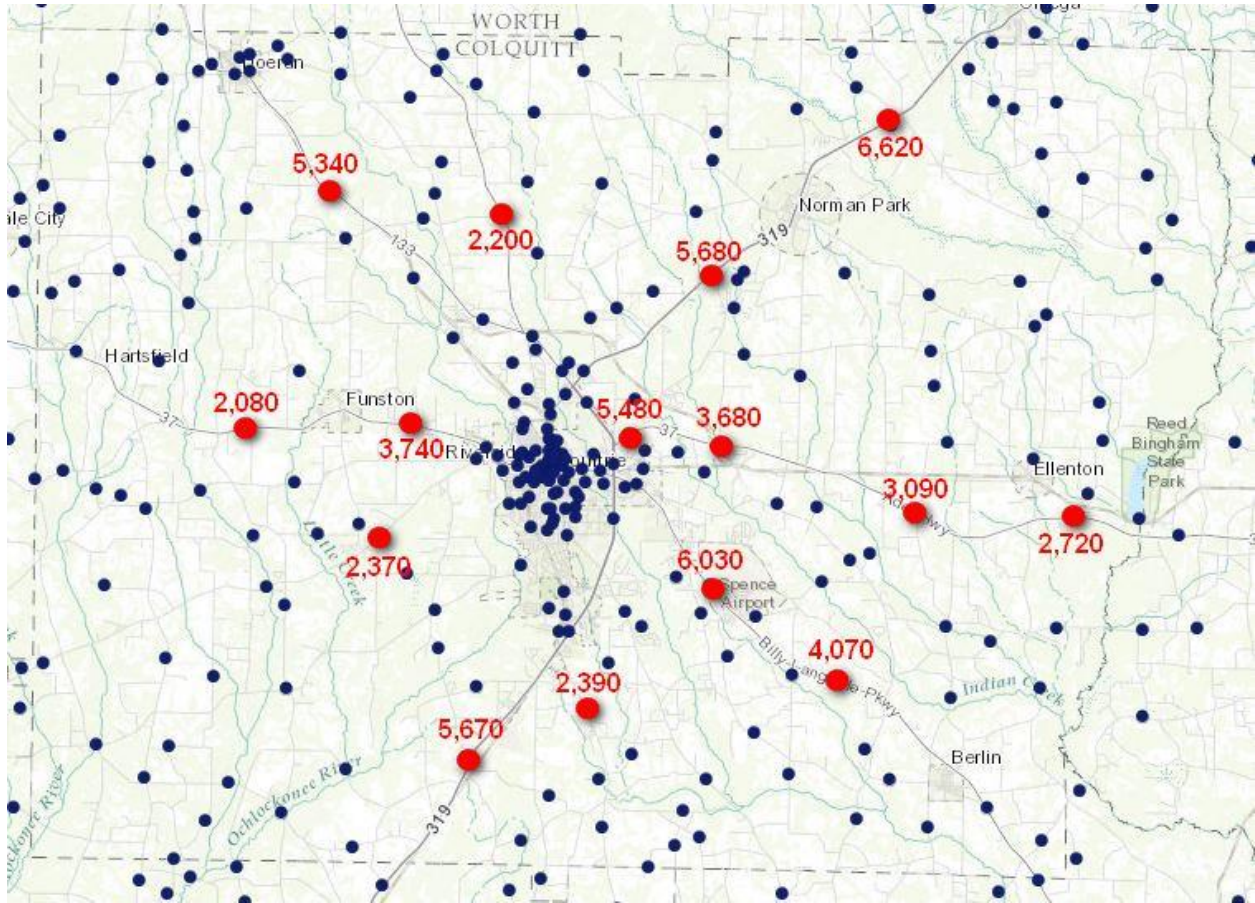 WORTH
COLQUITT
Doerun
5,340
6,620
Norman Park
319
2,200
5,680
133
Hartsfield
Funston
2,080
37
3,740
5,480
37
3,680
Reed
Bingham
State
Park
Ellenton
3,090
2,720
Little Creek
2,370
6,030
Spence
Airport
4,070
2,390
Indian Creek
5,670
Berlin
Ochlockonee River
319